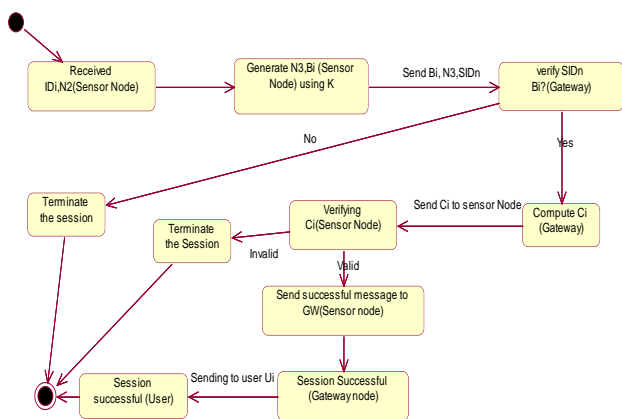 Received
IDi,N2(Sensor Node)
Generate N3,Bi (Sensor
Node) using K
Send Bi, N3,SIDn
verify SIDn
Bi?(Gateway)
No
Yes
Terminate
the session
Terminate
the Session
Invalid
Verifying
Ci(Sensor Node)
Send Ci to sensor Node
Compute Ci
(Gateway)
Valid
Send successful message to
GW(Sensor node)
Session
successful (User)
Sending to user Ui
Session Successful
(Gateway node)